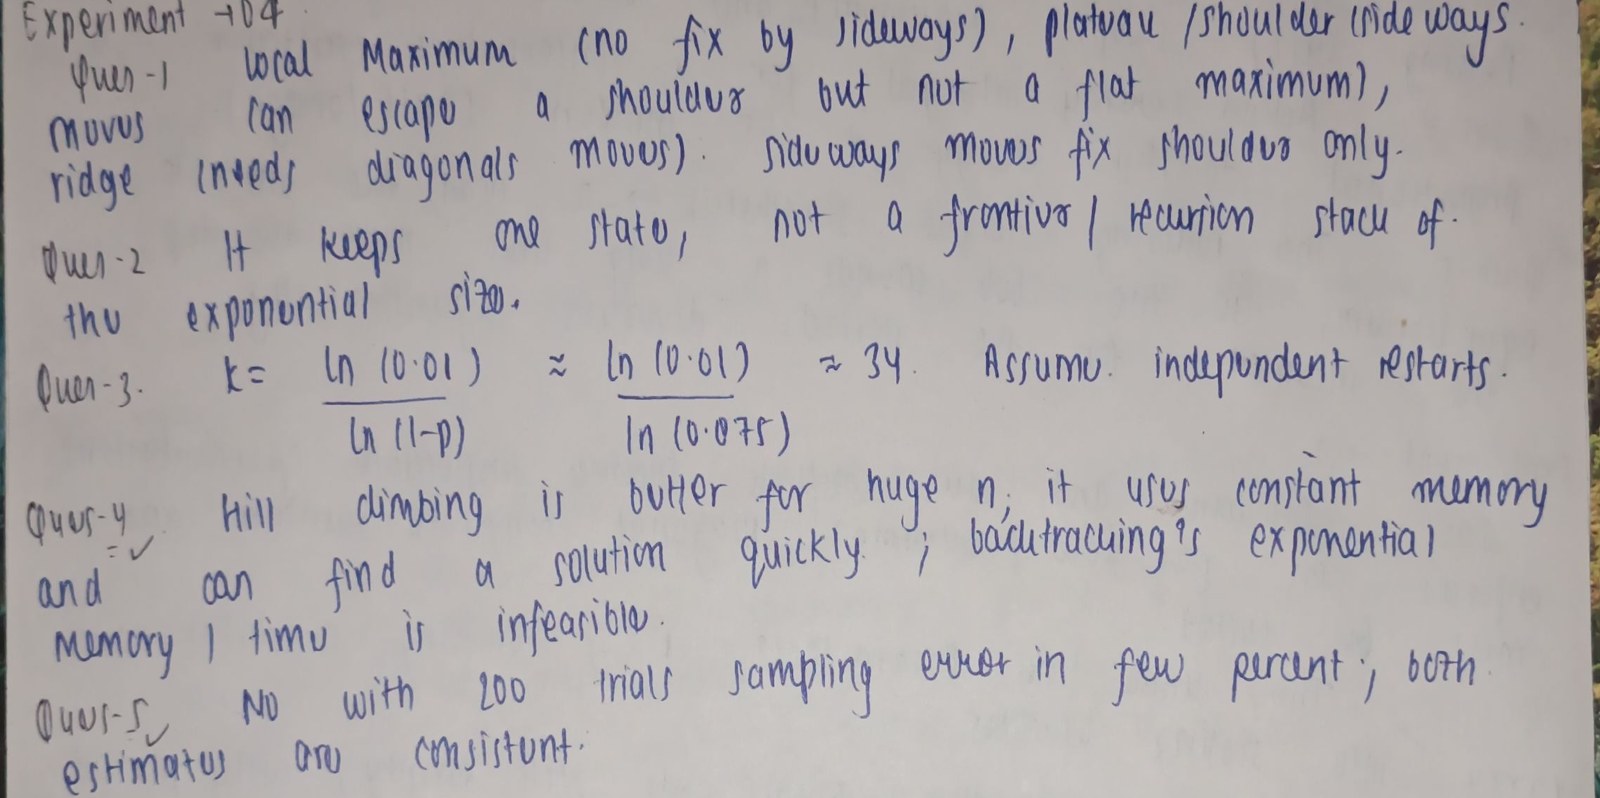 Experiment →04.
Ques-1 Local Maximum (no fix by sideways), plateau / shoulder (side ways.
moves can escape a shoulder but not a flat maximum),
ridge (needs diagonals moves). sideways moves fix shoulder only.
Ques-2 It keeps one state, not a frontier / recursion stack of.
the exponential size.
Ques-3. k = ln (0.01) / ln (1-p) ≈ ln (0.01) / ln (0.875) ≈ 34. Assume. independent restarts.
Ques-4 Hill climbing is better for huge n, it uses constant memory
and can find a solution quickly. ; backtracking's exponential
memory / time is infeasible.
Ques-5 No with 200 trials sampling error in few percent ; both.
estimates are consistent.